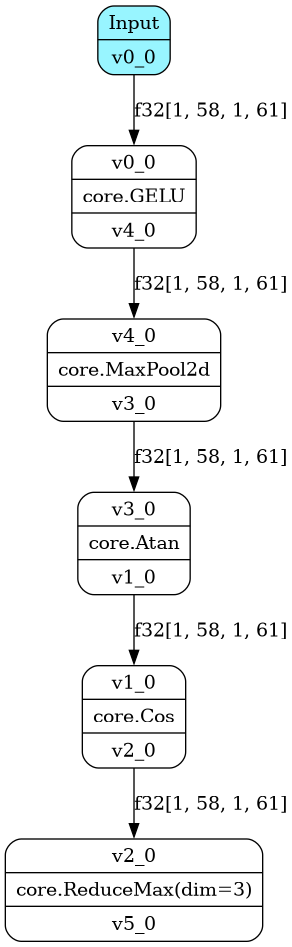 Input
v0_0
f32[1, 58, 1, 61]
v0_0
core.GELU
v4_0
f32[1, 58, 1, 61]
v4_0
core.MaxPool2d
v3_0
f32[1, 58, 1, 61]
v3_0
core.Atan
v1_0
f32[1, 58, 1, 61]
v1_0
core.Cos
v2_0
f32[1, 58, 1, 61]
v2_0
core.ReduceMax(dim=3)
v5_0